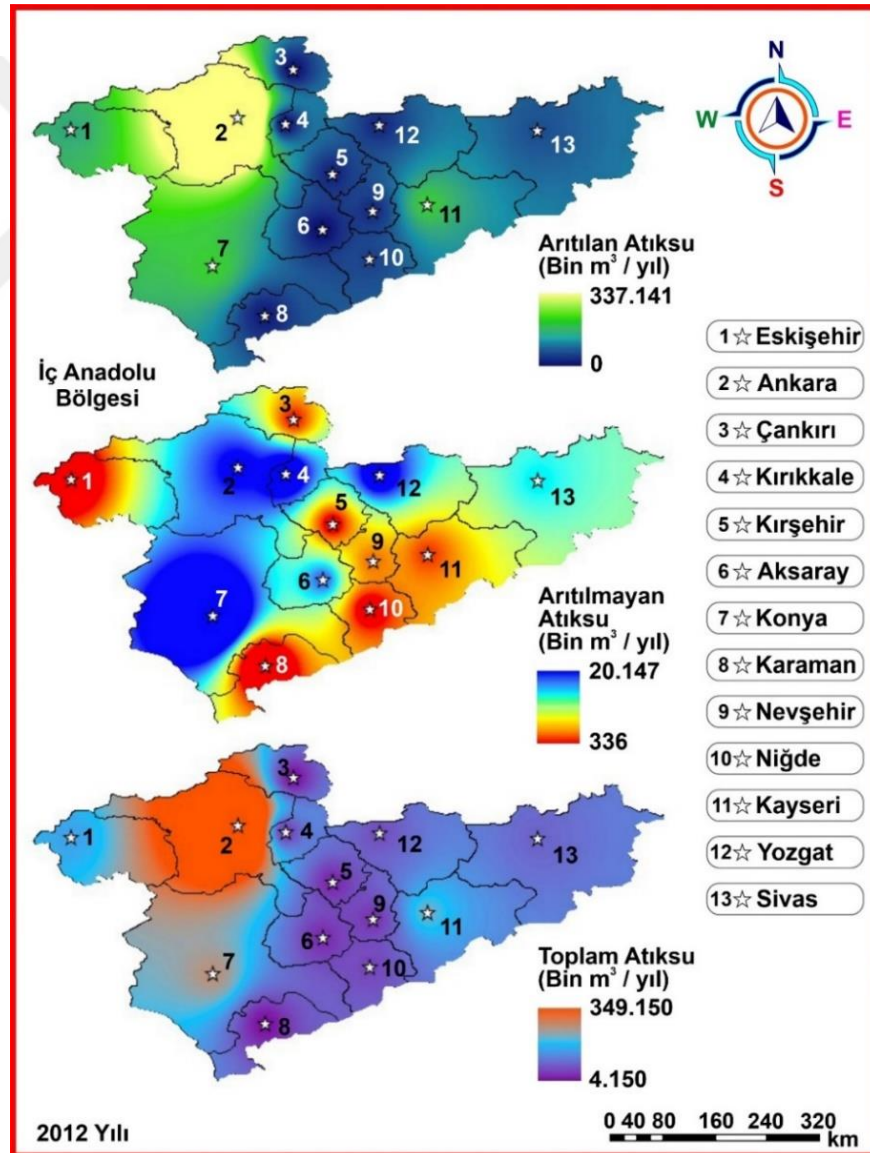 N
W
E
S
1
2
3
4
5
6
7
8
9
10
11
12
13
Arıtılan Atıksu
(Bin m³ / yıl)
337.141
0
İç Anadolu
Bölgesi
1
2
3
4
5
6
7
8
9
10
11
12
13
Arıtılmayan
Atıksu
(Bin m³ / yıl)
20.147
336
1
2
3
4
5
6
7
8
9
10
11
12
13
Toplam Atıksu
(Bin m³ / yıl)
349.150
4.150
1☆Eskişehir
2☆Ankara
3☆Çankırı
4☆Kırıkkale
5☆Kırşehir
6☆Aksaray
7☆Konya
8☆Karaman
9☆Nevşehir
10☆Niğde
11☆Kayseri
12☆Yozgat
13☆Sivas
2012 Yılı
0 40 80 160 240 320
km